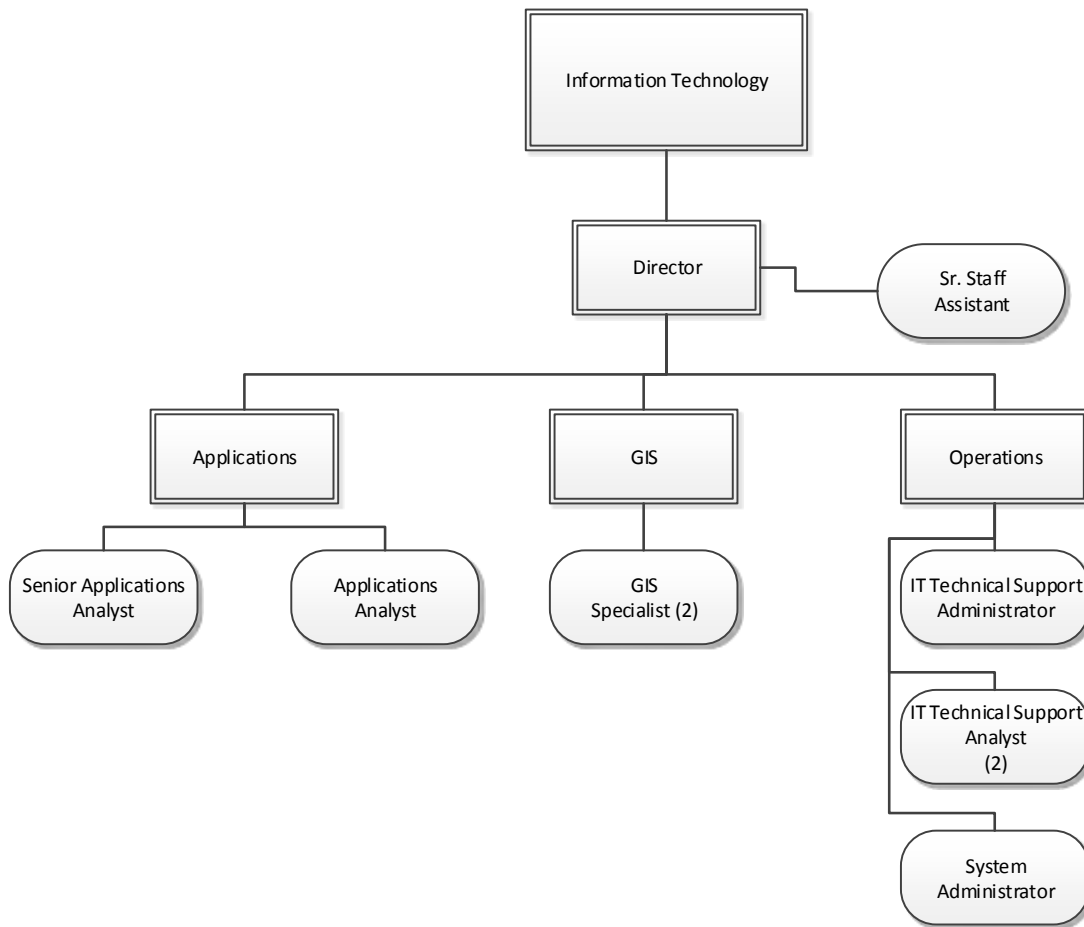 Information Technology
Director
Sr. Staff
Assistant
Applications
GIS
Operations
Senior Applications
Analyst
Applications
Analyst
GIS
Specialist (2)
IT Technical Support
Administrator
IT Technical Support
Analyst
(2)
System
Administrator